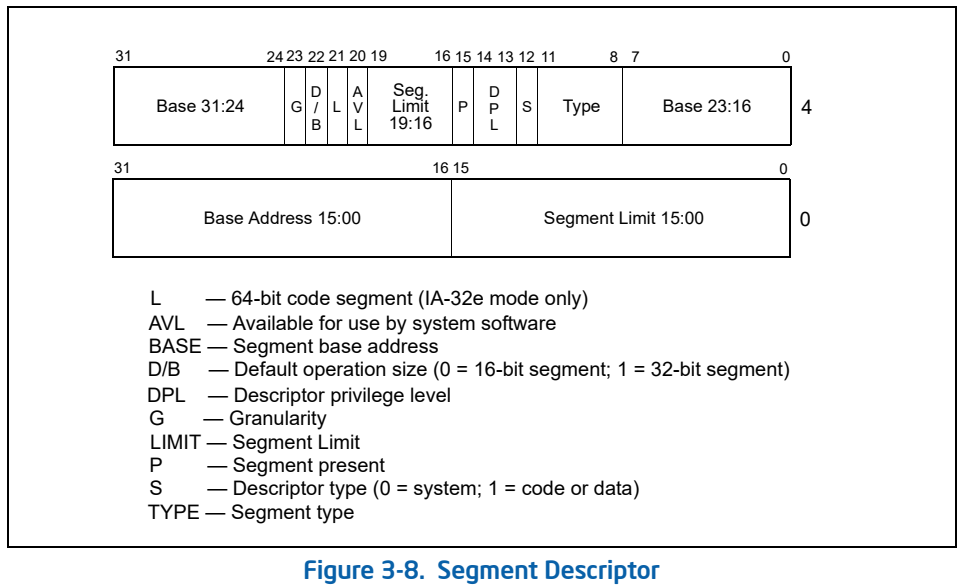 31 24 23 22 21 20 19 16 15 14 13 12 11 8 7 0
Base 31:24 G D/B L AVL Seg. Limit 19:16 P DPL S Type Base 23:16 4
31 16 15 0
Base Address 15:00 Segment Limit 15:00 0
L — 64-bit code segment (IA-32e mode only)
AVL — Available for use by system software
BASE — Segment base address
D/B — Default operation size (0 = 16-bit segment; 1 = 32-bit segment)
DPL — Descriptor privilege level
G — Granularity
LIMIT — Segment Limit
P — Segment present
S — Descriptor type (0 = system; 1 = code or data)
TYPE — Segment type
Figure 3-8. Segment Descriptor